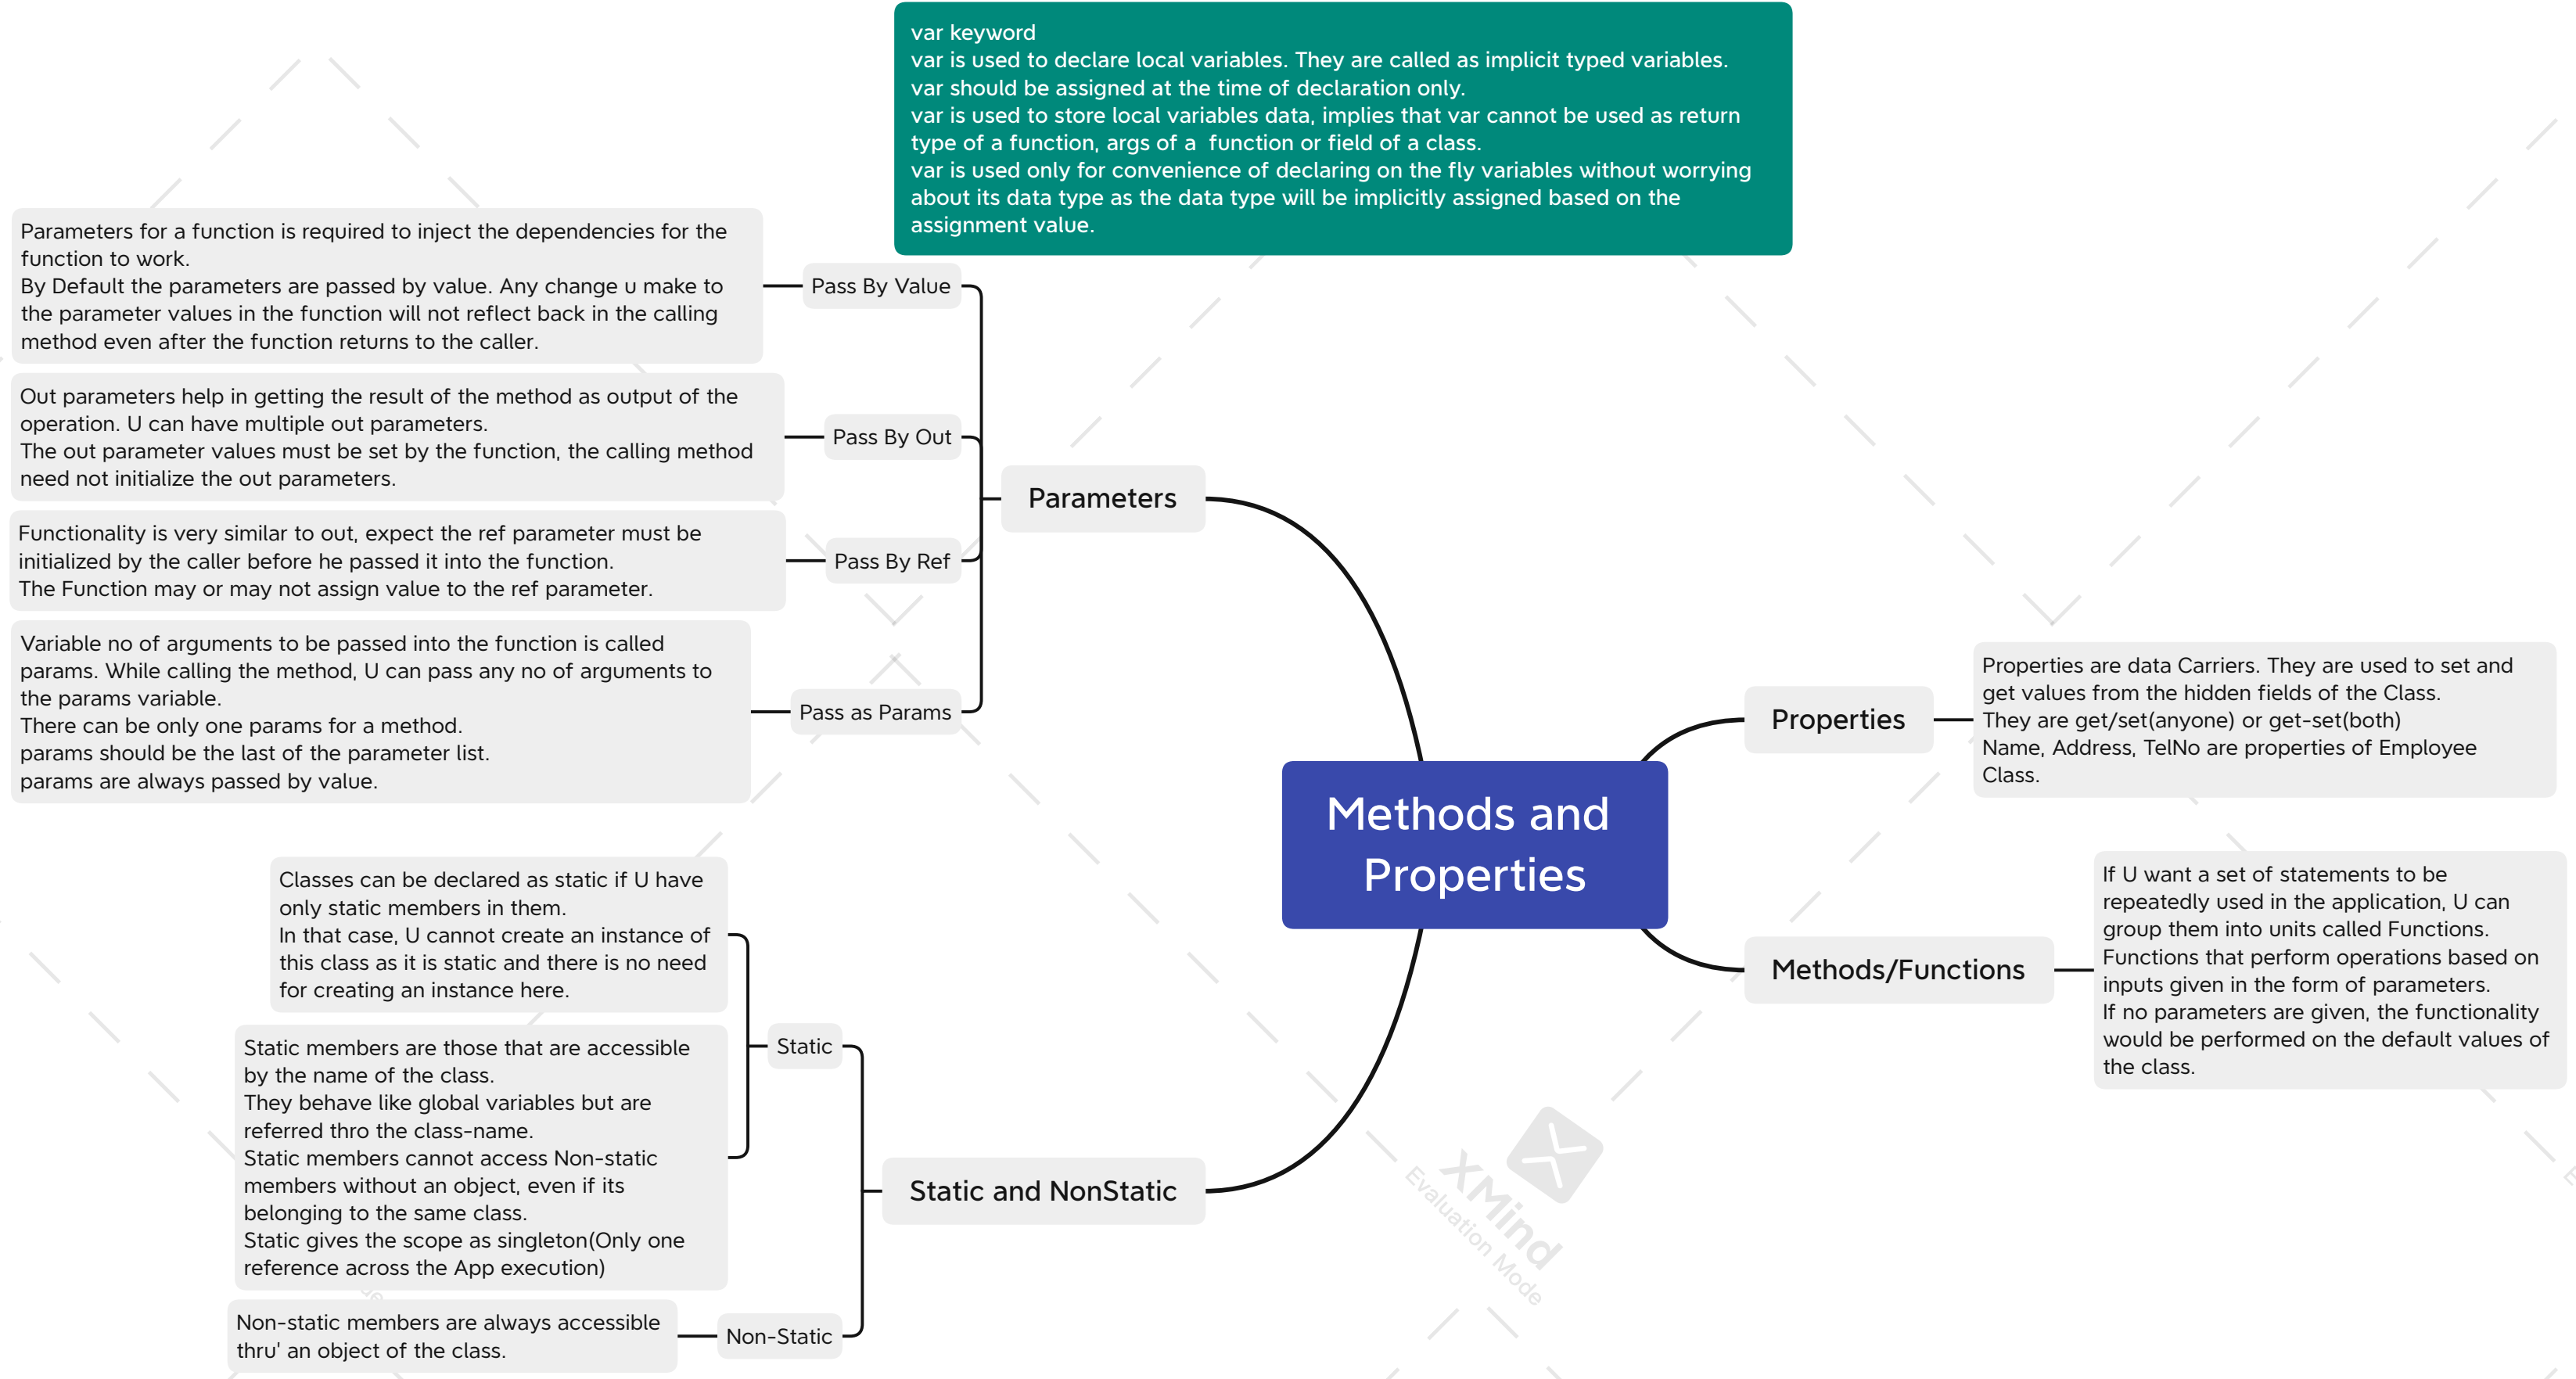 var keyword
var is used to declare local variables. They are called as implicit typed variables.
var should be assigned at the time of declaration only.
var is used to store local variables data, implies that var cannot be used as return
type of a function, args of a  function or field of a class.
var is used only for convenience of declaring on the fly variables without worrying
about its data type as the data type will be implicitly assigned based on the
assignment value.
Parameters for a function is required to inject the dependencies for the
function to work.
By Default the parameters are passed by value. Any change u make to
the parameter values in the function will not reflect back in the calling
method even after the function returns to the caller.
Pass By Value
Out parameters help in getting the result of the method as output of the
operation. U can have multiple out parameters.
The out parameter values must be set by the function, the calling method
need not initialize the out parameters.
Pass By Out
Parameters
Functionality is very similar to out, expect the ref parameter must be
initialized by the caller before he passed it into the function.
The Function may or may not assign value to the ref parameter.
Pass By Ref
Variable no of arguments to be passed into the function is called
params. While calling the method, U can pass any no of arguments to
the params variable.
There can be only one params for a method.
params should be the last of the parameter list.
params are always passed by value.
Pass as Params
Properties
Properties are data Carriers. They are used to set and
get values from the hidden fields of the Class.
They are get/set(anyone) or get-set(both)
Name, Address, TelNo are properties of Employee
Class.
Methods and
Properties
Methods/Functions
If U want a set of statements to be
repeatedly used in the application, U can
group them into units called Functions.
Functions that perform operations based on
inputs given in the form of parameters.
If no parameters are given, the functionality
would be performed on the default values of
the class.
Classes can be declared as static if U have
only static members in them.
In that case, U cannot create an instance of
this class as it is static and there is no need
for creating an instance here.
Static
Static members are those that are accessible
by the name of the class.
They behave like global variables but are
referred thro the class-name.
Static members cannot access Non-static
members without an object, even if its
belonging to the same class.
Static gives the scope as singleton(Only one
reference across the App execution)
Static and NonStatic
Non-static members are always accessible
thru' an object of the class.
Non-Static
XMind
Evaluation Mode